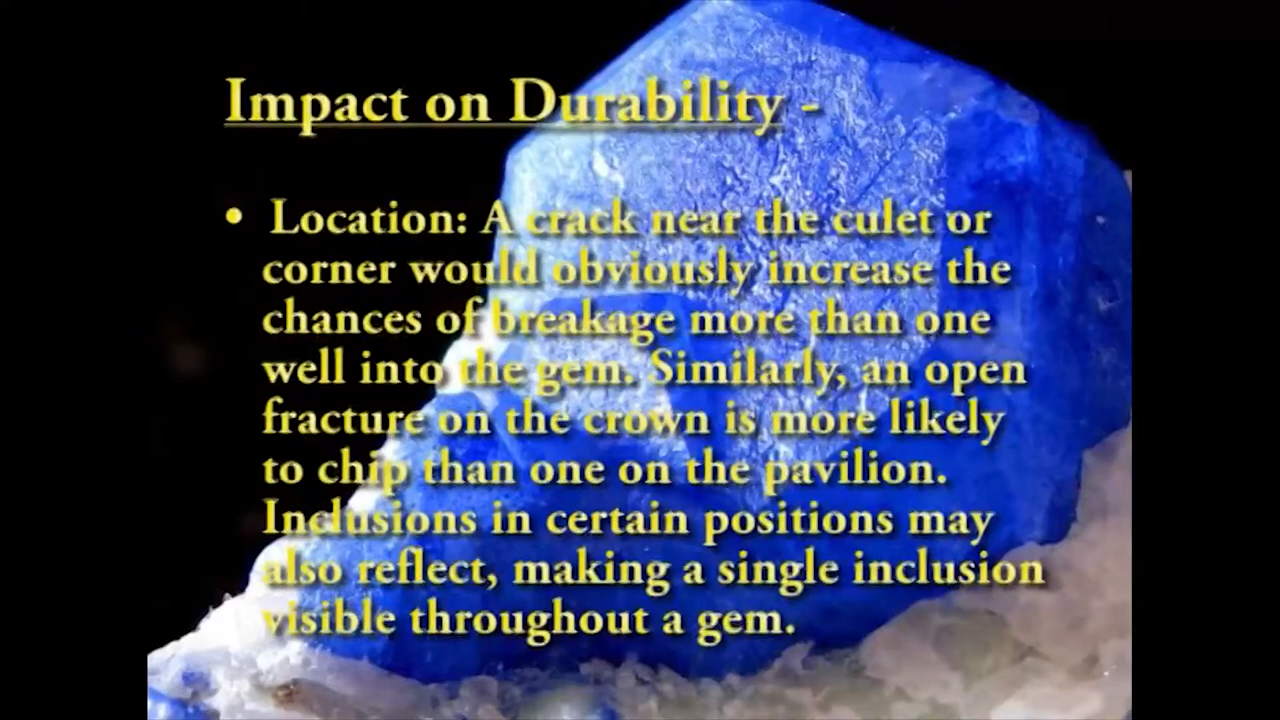 Impact on Durability -
• Location: A crack near the culet or
corner would obviously increase the
chances of breakage more than one
well into the gem. Similarly, an open
fracture on the crown is more likely
to chip than one on the pavilion.
Inclusions in certain positions may
also reflect, making a single inclusion
visible throughout a gem.